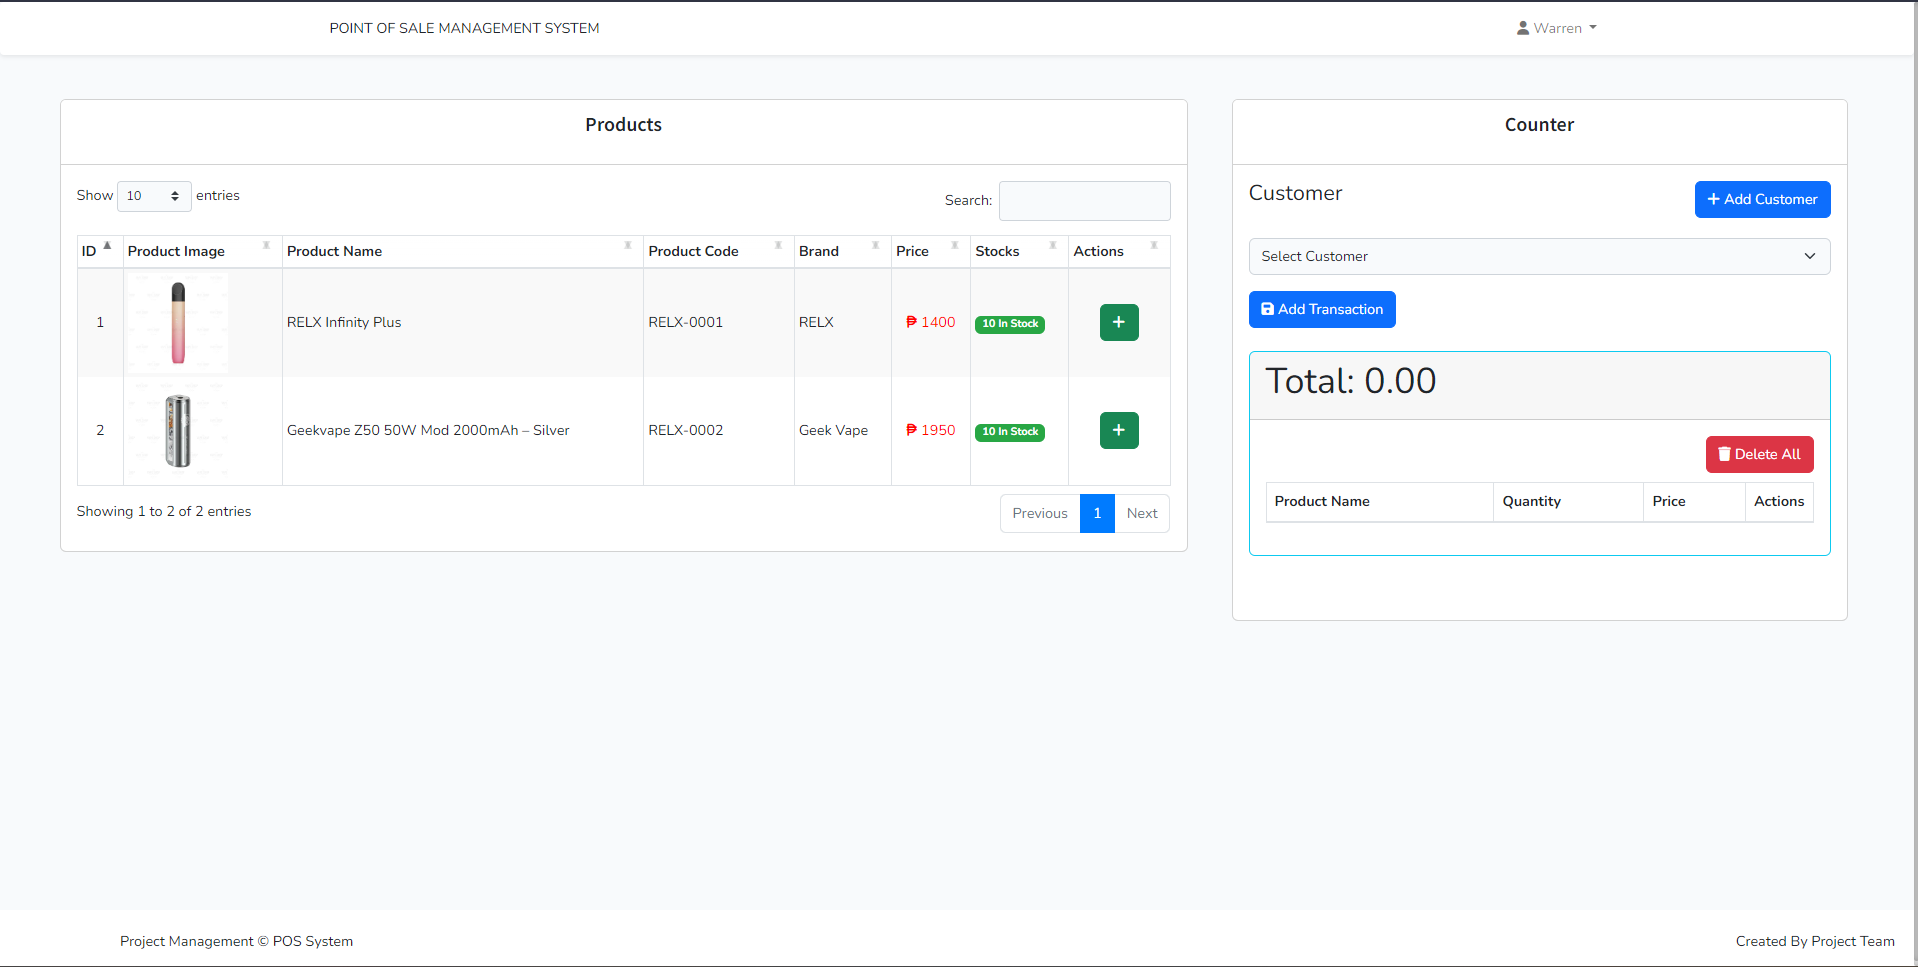 POINT OF SALE MANAGEMENT SYSTEM
Warren
Products
Show 10 entries
Search:
ID Product Image Product Name Product Code Brand Price Stocks Actions
1 RELX Infinity Plus RELX-0001 RELX ₱ 1400 10 In Stock +
2 Geekvape Z50 50W Mod 2000mAh – Silver RELX-0002 Geek Vape ₱ 1950 10 In Stock +
Showing 1 to 2 of 2 entries
Previous 1 Next
Counter
Customer
+ Add Customer
Select Customer
Add Transaction
Total: 0.00
Delete All
Product Name Quantity Price Actions
Project Management © POS System
Created By Project Team